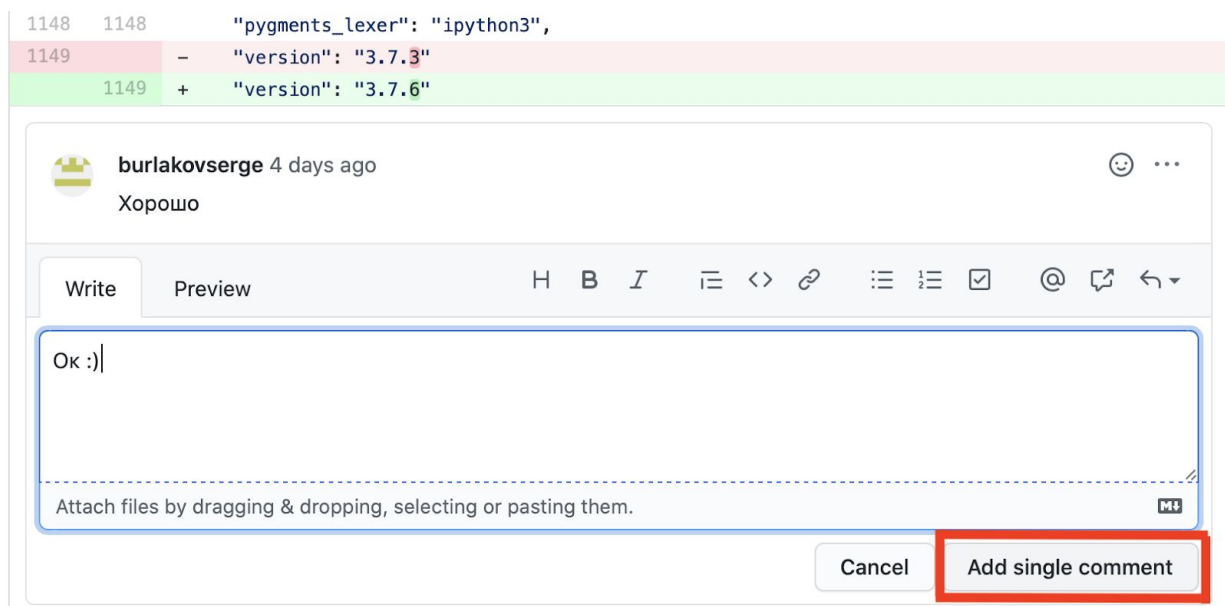 1148 1148 "pygments_lexer": "ipython3",
1149 - "version": "3.7.3"
1149 + "version": "3.7.6"
burlakovserge 4 days ago
Хорошо
Write Preview
Ок :)
Attach files by dragging & dropping, selecting or pasting them.
Cancel Add single comment